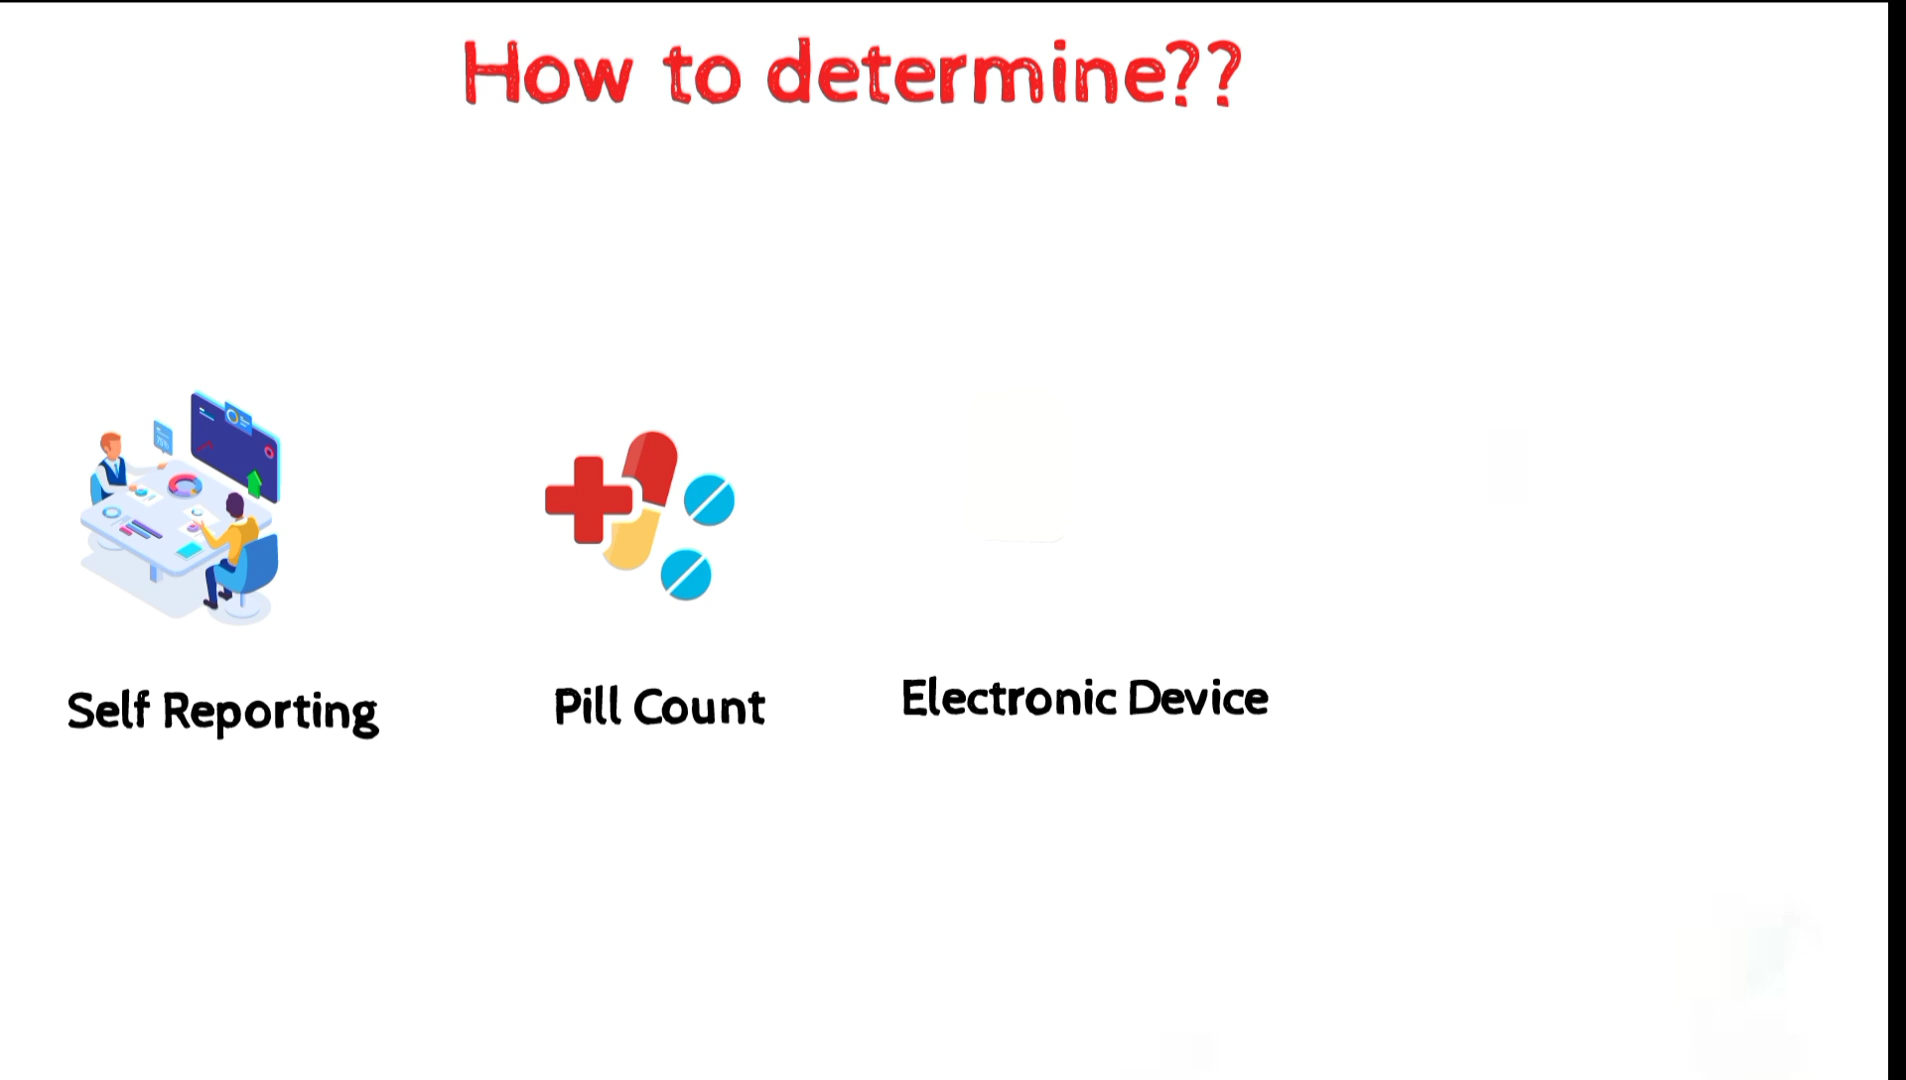 How to determine??
Self Reporting
Pill Count
Electronic Device